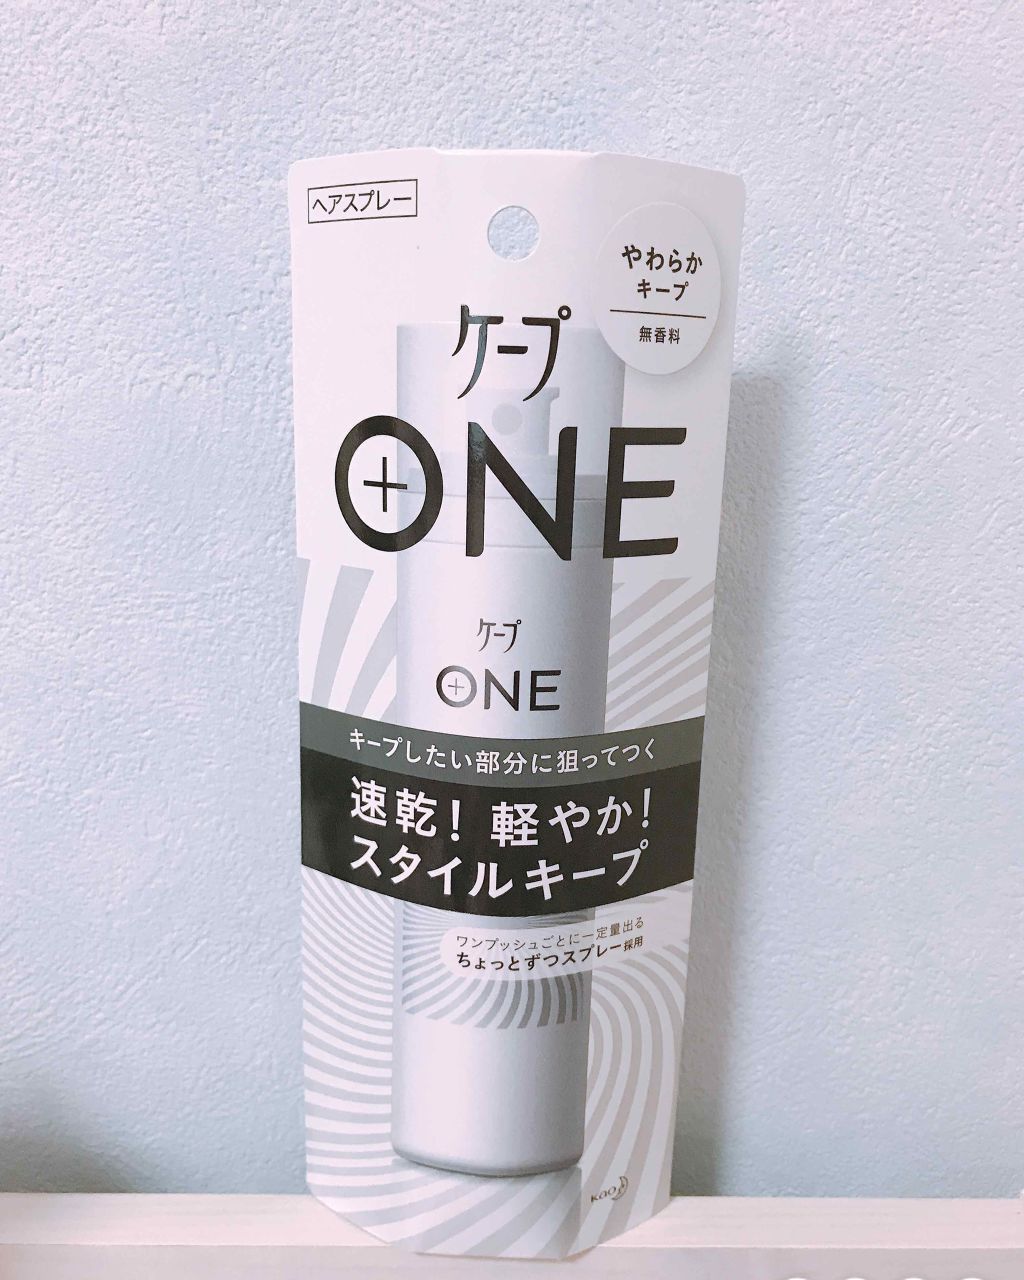 ヘアスプレー
やわらか
キープ
無香料
ケープ
ONE
ケープ
ONE
キープしたい部分に狙ってつく
速乾！軽やか！
スタイルキープ
ワンプッシュごとに一定量出る
ちょっとずつスプレー採用
Kao